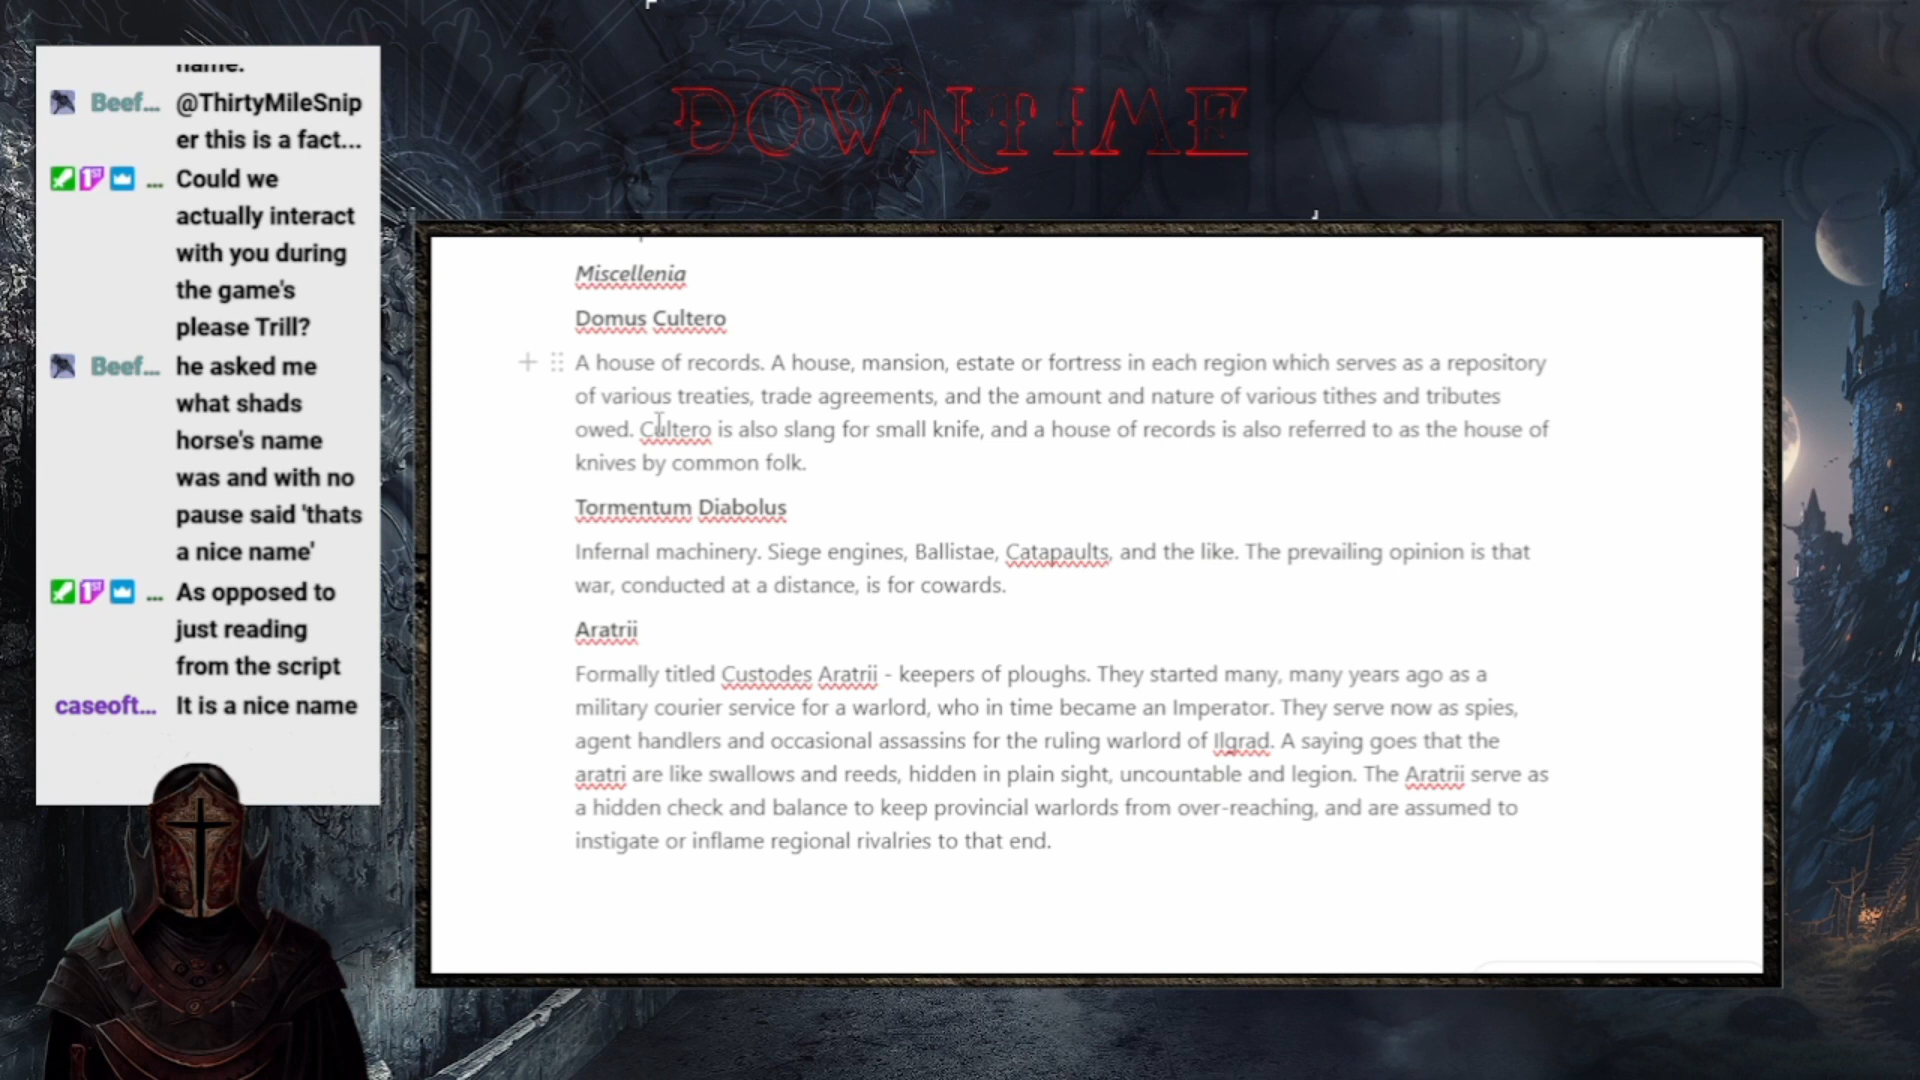 DOWNTIME
name.
Beef... @ThirtyMileSnip
er this is a fact...
... Could we
actually interact
with you during
the game's
please Trill?
Beef... he asked me
what shads
horse's name
was and with no
pause said 'thats
a nice name'
... As opposed to
just reading
from the script
caseoft... It is a nice name
Miscellenia
Domus Cultero
A house of records. A house, mansion, estate or fortress in each region which serves as a repository
of various treaties, trade agreements, and the amount and nature of various tithes and tributes
owed. Cultero is also slang for small knife, and a house of records is also referred to as the house of
knives by common folk.
Tormentum Diabolus
Infernal machinery. Siege engines, Ballistae, Catapaults, and the like. The prevailing opinion is that
war, conducted at a distance, is for cowards.
Aratrii
Formally titled Custodes Aratrii - keepers of ploughs. They started many, many years ago as a
military courier service for a warlord, who in time became an Imperator. They serve now as spies,
agent handlers and occasional assassins for the ruling warlord of Ilgrad. A saying goes that the
aratri are like swallows and reeds, hidden in plain sight, uncountable and legion. The Aratrii serve as
a hidden check and balance to keep provincial warlords from over-reaching, and are assumed to
instigate or inflame regional rivalries to that end.